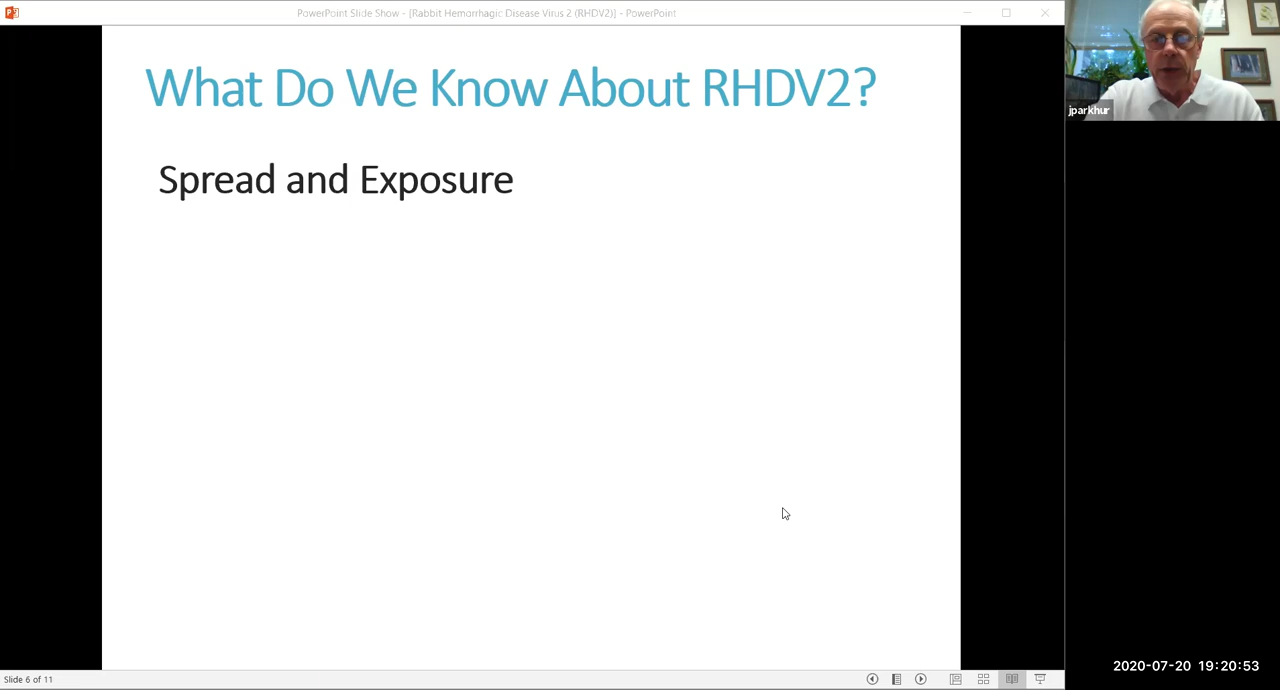 PowerPoint Slide Show - [Rabbit Hemorrhagic Disease Virus 2 (RHDV2)] - PowerPoint
What Do We Know About RHDV2?
Spread and Exposure
jparkhur
2020-07-20 19:20:53
Slide 6 of 11